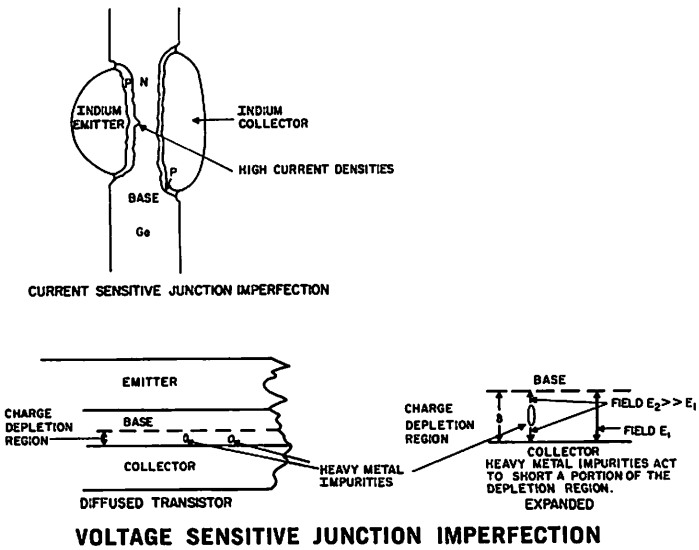 P N
INDIUM
EMITTER
INDIUM
COLLECTOR
HIGH CURRENT DENSITIES
P
BASE
Ge
CURRENT SENSITIVE JUNCTION IMPERFECTION
EMITTER
CHARGE
DEPLETION
REGION
BASE
COLLECTOR
HEAVY METAL
IMPURITIES
DIFFUSED TRANSISTOR
BASE
CHARGE
DEPLETION
REGION
FIELD E₂>>E₁
FIELD E₁
COLLECTOR
HEAVY METAL IMPURITIES ACT
TO SHORT A PORTION OF THE
DEPLETION REGION.
EXPANDED
VOLTAGE SENSITIVE JUNCTION IMPERFECTION